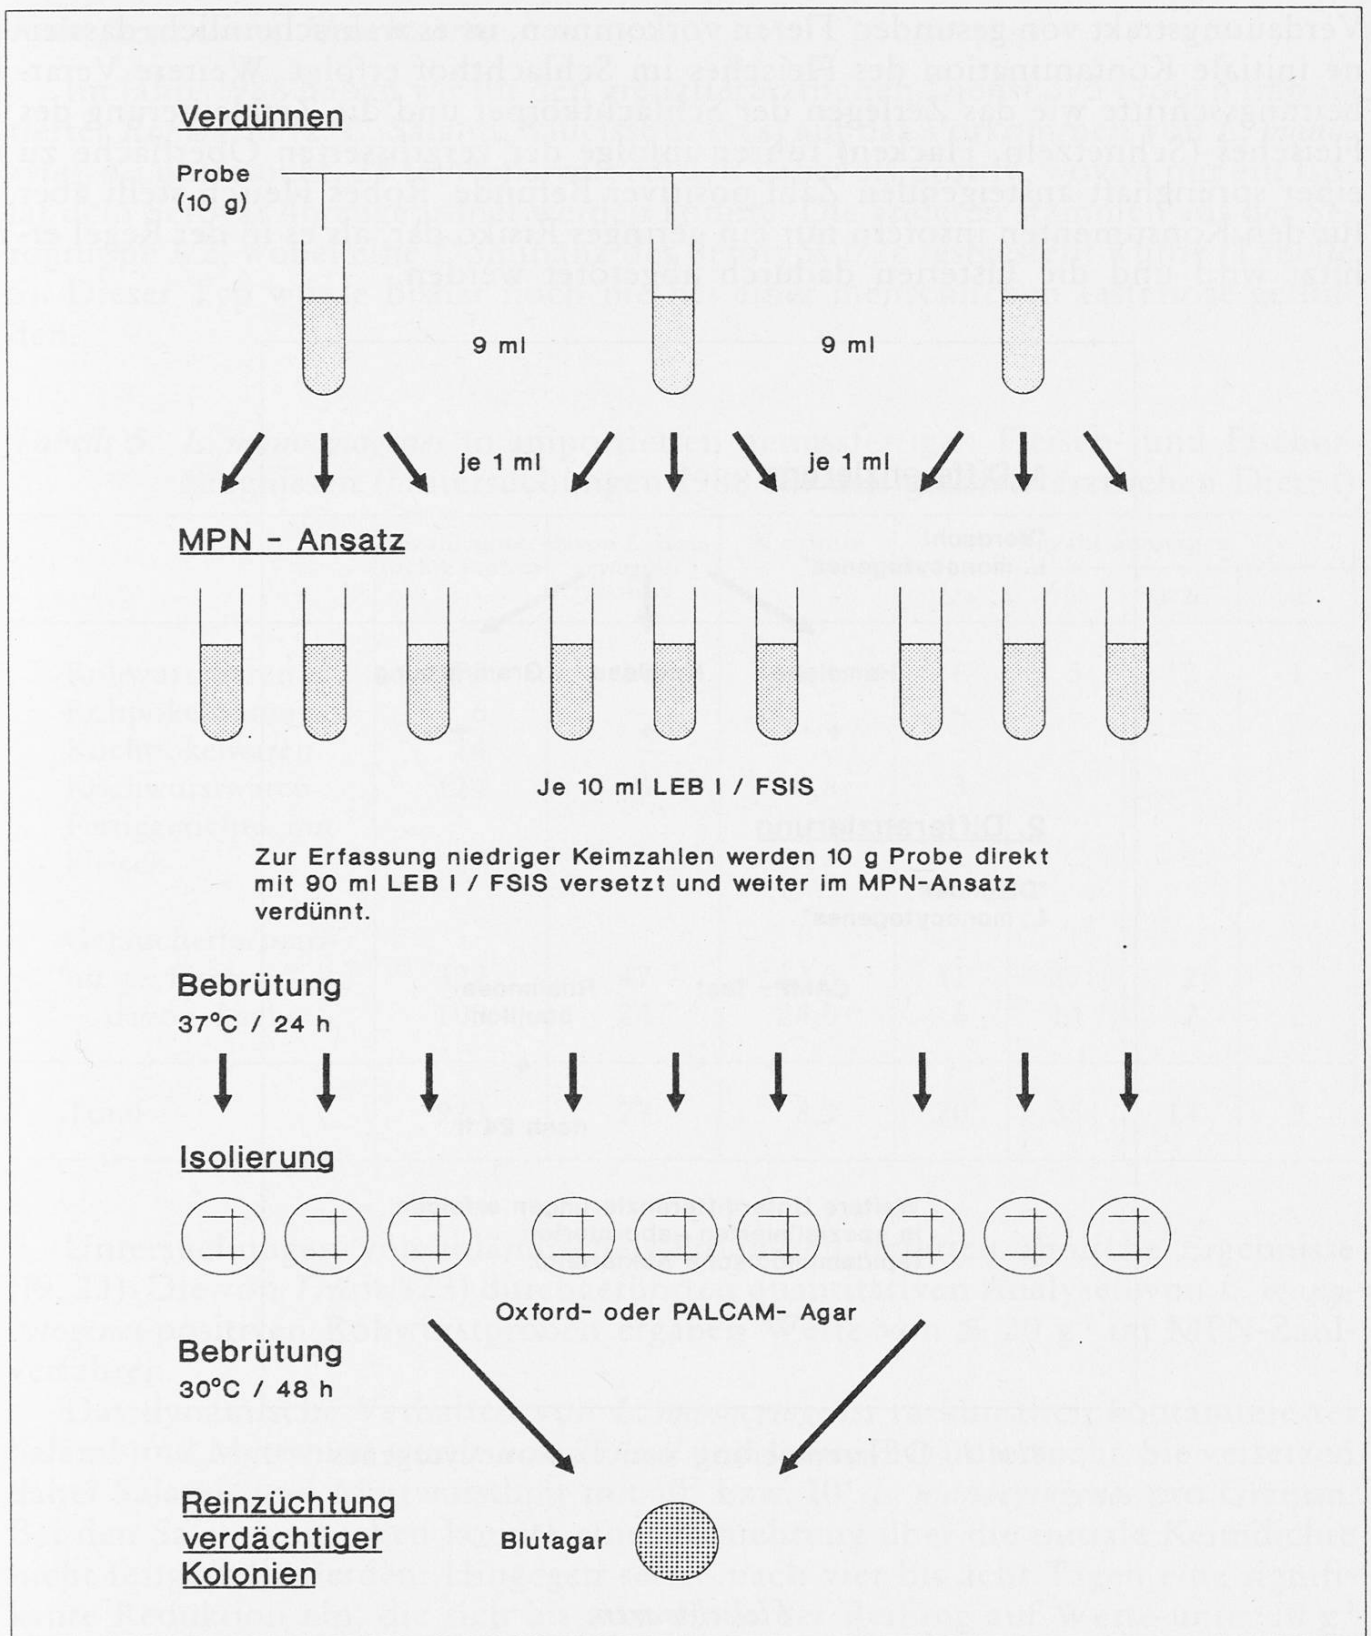 Verdünnen
Probe
(10 g)
9 ml
9 ml
je 1 ml
je 1 ml
MPN - Ansatz
Je 10 ml LEB I / FSIS
Zur Erfassung niedriger Keimzahlen werden 10 g Probe direkt
mit 90 ml LEB I / FSIS versetzt und weiter im MPN-Ansatz
verdünnt.
Bebrütung
37°C / 24 h
Isolierung
Oxford- oder PALCAM- Agar
Bebrütung
30°C / 48 h
Reinzüchtung
verdächtiger
Kolonien
Blutagar